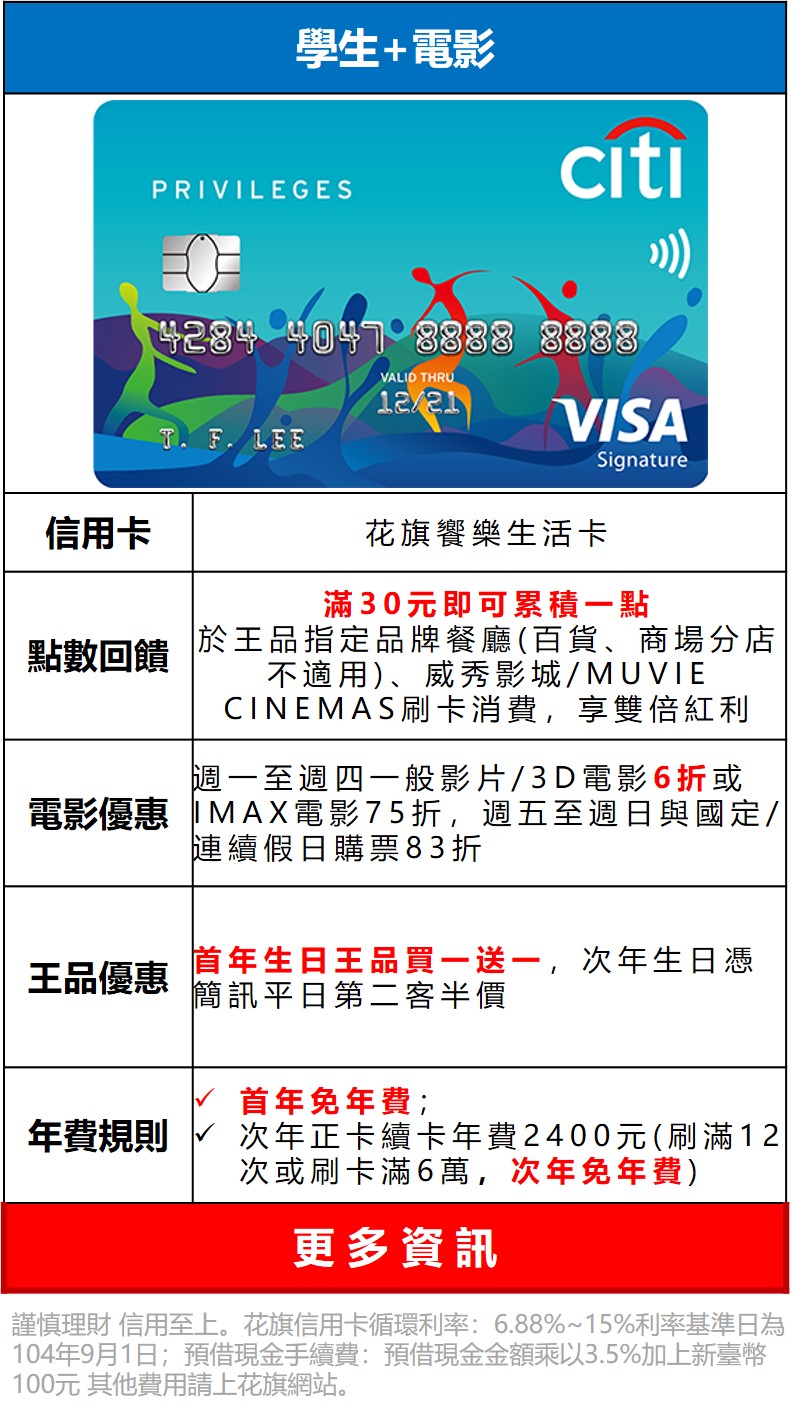 學生+電影
citi
PRIVILEGES
4284 4047 8888 8888
VALID THRU
12/21
T. F. LEE
VISA
Signature
信用卡
花旗饗樂生活卡
點數回饋
滿30元即可累積一點
於王品指定品牌餐廳(百貨、商場分店
不適用)、威秀影城/MUVIE
CINEMAS刷卡消費，享雙倍紅利
電影優惠
週一至週四一般影片/3D電影6折或
IMAX電影75折，週五至週日與國定/
連續假日購票83折
王品優惠
首年生日王品買一送一，次年生日憑
簡訊平日第二客半價
年費規則
✓ 首年免年費；
✓ 次年正卡續卡年費2400元(刷滿12
次或刷卡滿6萬，次年免年費)
更多資訊
謹慎理財 信用至上。花旗信用卡循環利率：6.88%~15%利率基準日為
104年9月1日；預借現金手續費：預借現金金額乘以3.5%加上新臺幣
100元 其他費用請上花旗網站。